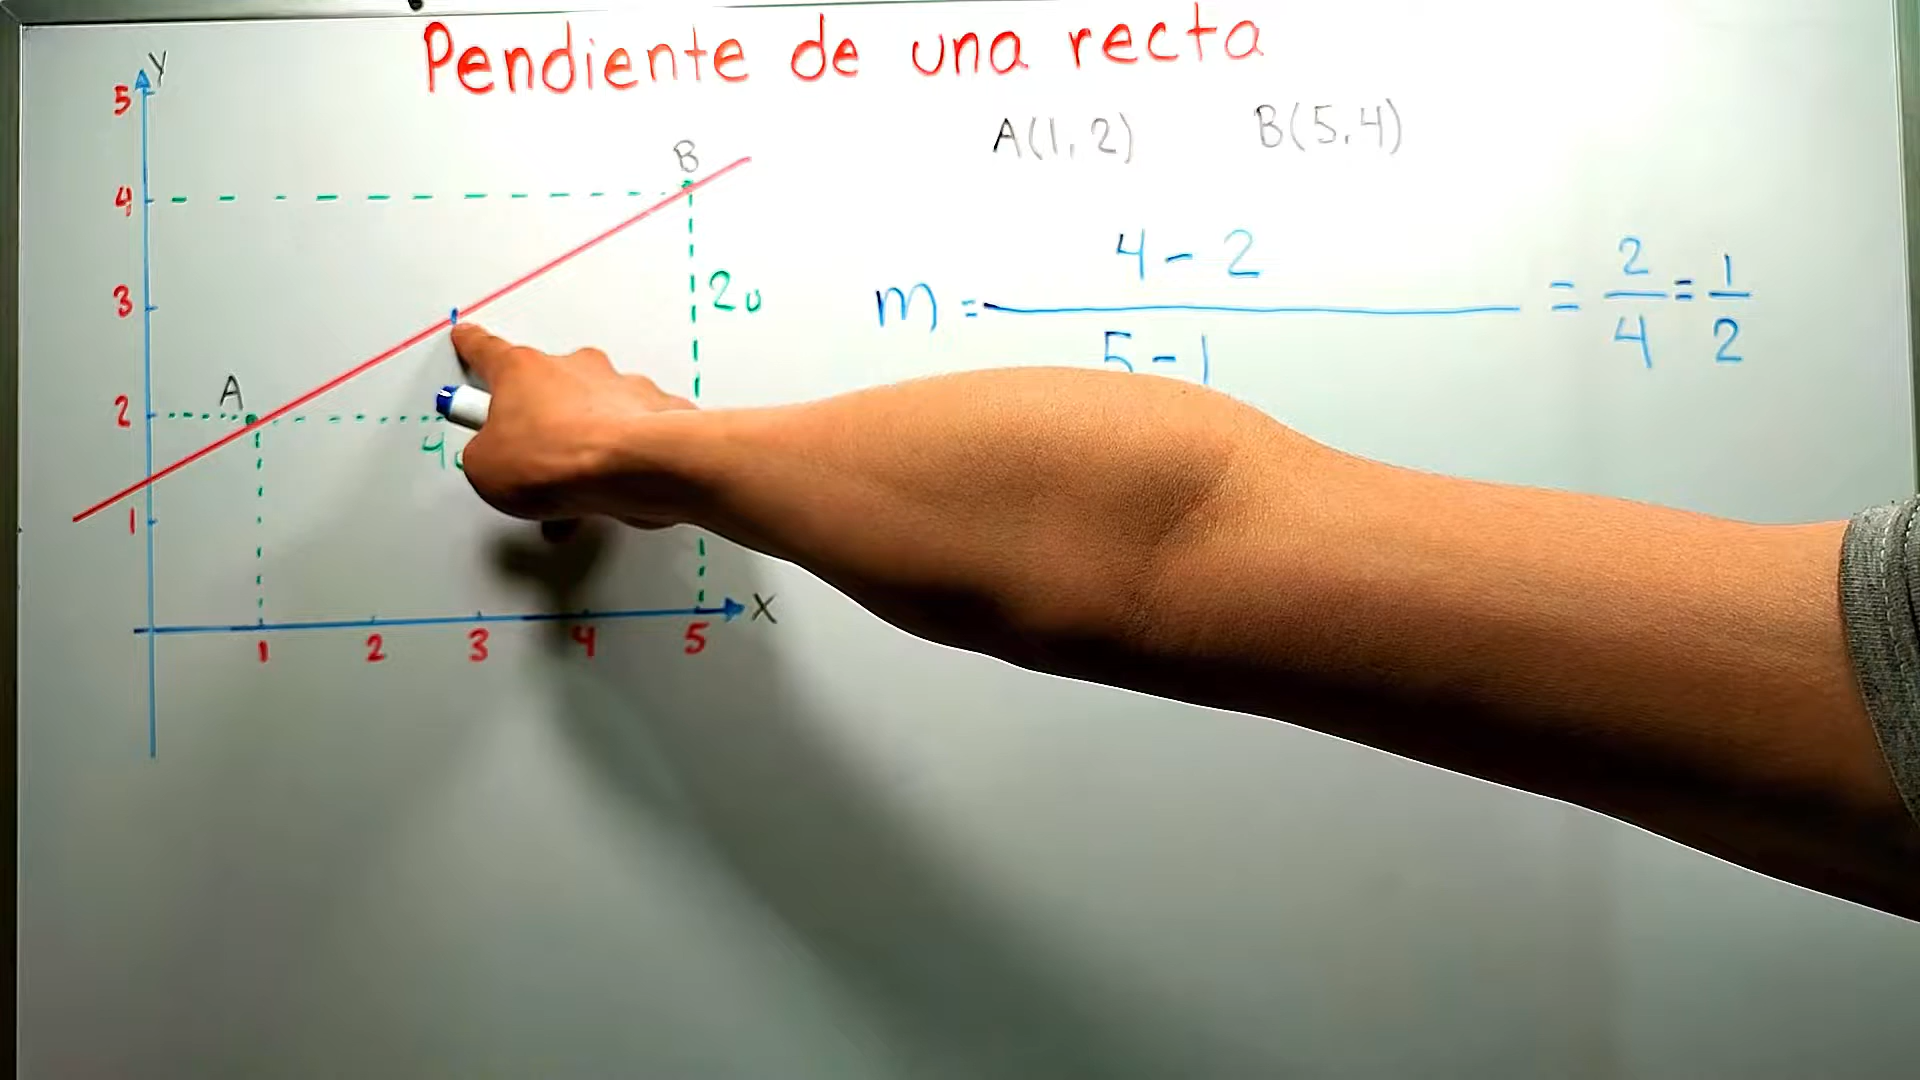 Pendiente de una recta
A(1,2) B(5,4)
Y
5
4
3
2
1
1 2 3 4 5
X
A
B
2u
4u
m = 4 - 2 / 5 - 1 = 2/4 = 1/2